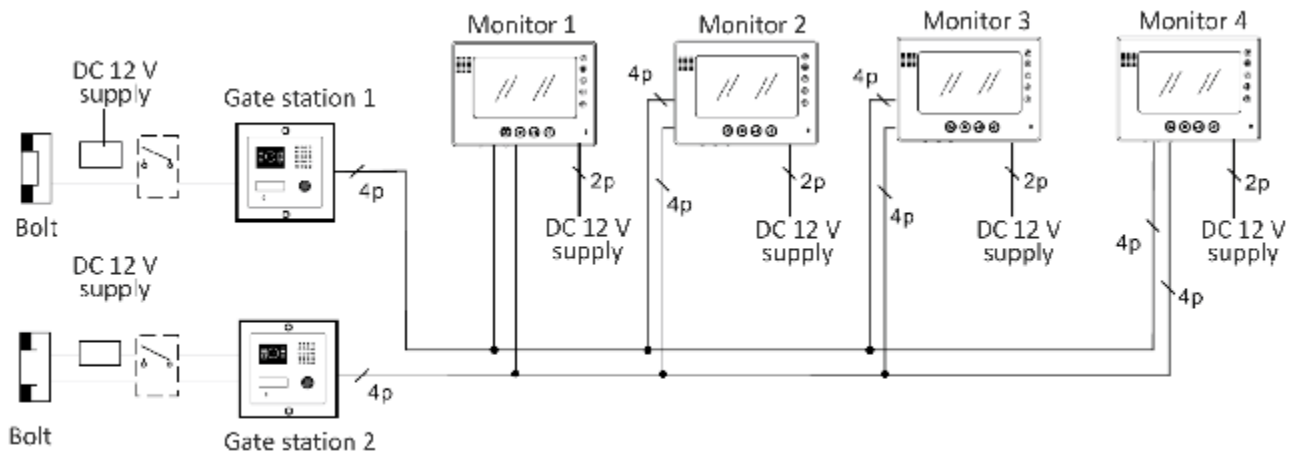 Monitor 1
Monitor 2
Monitor 3
Monitor 4
DC 12 V
supply
Gate station 1
4p
4p
4p
4p
4p
4p
4p
2p
2p
2p
2p
DC 12 V
supply
DC 12 V
supply
DC 12 V
supply
DC 12 V
supply
Bolt
DC 12 V
supply
4p
Gate station 2
Bolt